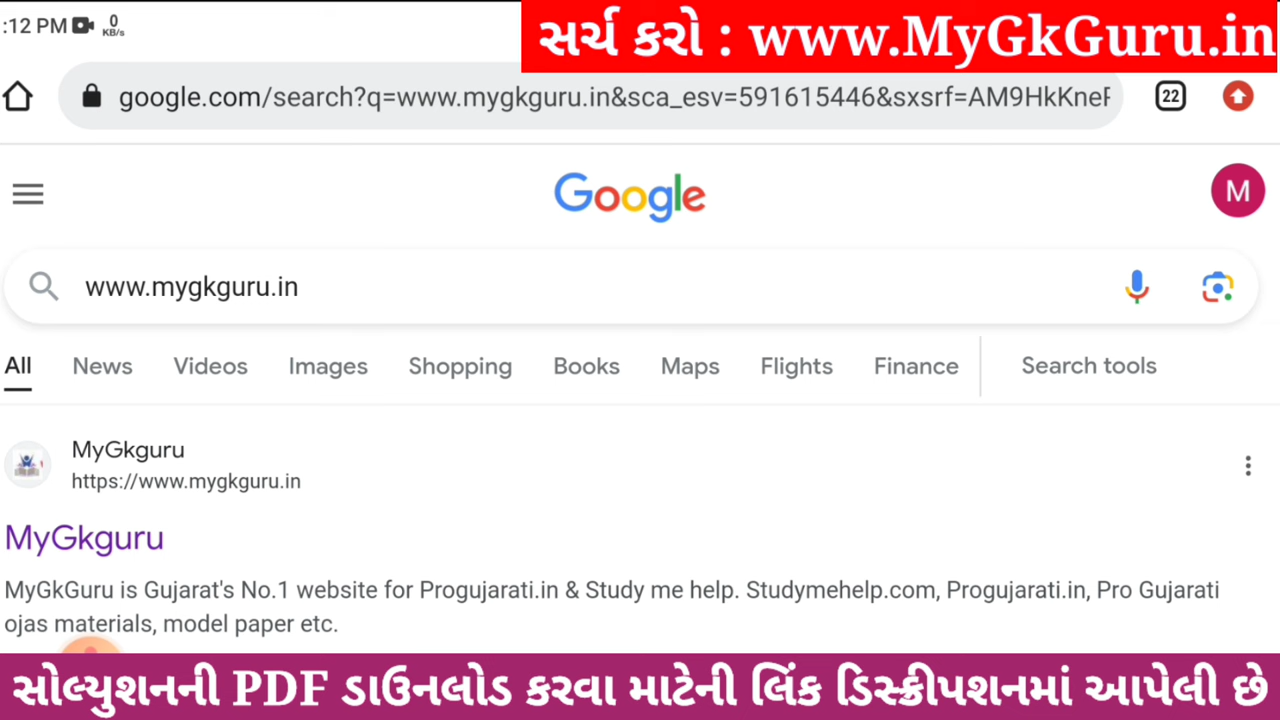 :12 PM 0 KB/s
સર્ચ કરો : www.MyGkGuru.in
google.com/search?q=www.mygkguru.in&sca_esv=591615446&sxsrf=AM9HkKneF
22
Google
M
www.mygkguru.in
All News Videos Images Shopping Books Maps Flights Finance Search tools
MyGkguru
https://www.mygkguru.in
MyGkguru
MyGkGuru is Gujarat's No.1 website for Progujarati.in & Study me help. Studymehelp.com, Progujarati.in, Pro Gujarati
ojas materials, model paper etc.
સોલ્યુશનની PDF ડાઉનલોડ કરવા માટેની લિંક ડિસ્ક્રીપશનમાં આપેલી છે